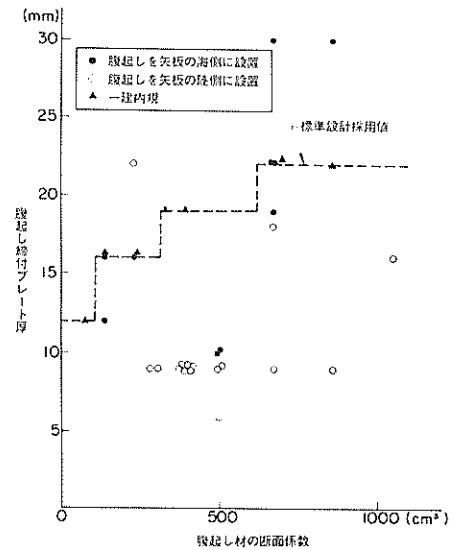 (mm)
30
25
20
15
10
5
0
500
1000 (cm³)
● 腹起しを矢板の海側に設置
○ 腹起しを矢板の陸側に設置
▲ 一建内規
標準設計採用値
腹起し締付プレート厚
腹起し材の断面係数